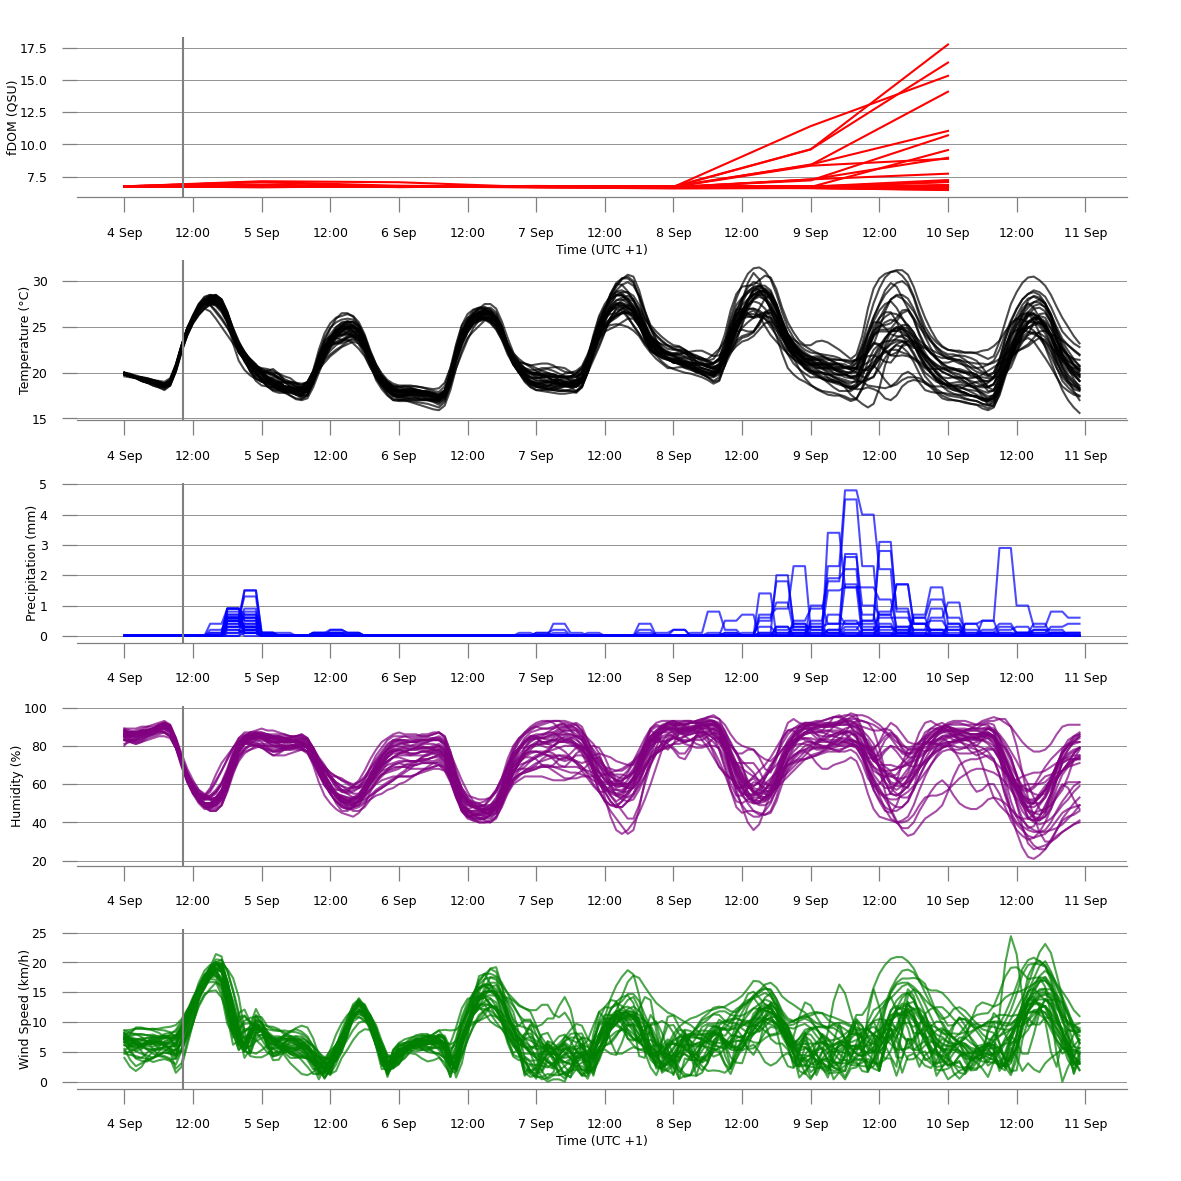 fDOM (QSU)
17.5
15.0
12.5
10.0
7.5
4 Sep 12:00 5 Sep 12:00 6 Sep 12:00 7 Sep 12:00 8 Sep 12:00 9 Sep 12:00 10 Sep 12:00 11 Sep
Time (UTC +1)
Temperature (°C)
30
25
20
15
4 Sep 12:00 5 Sep 12:00 6 Sep 12:00 7 Sep 12:00 8 Sep 12:00 9 Sep 12:00 10 Sep 12:00 11 Sep
Precipitation (mm)
5
4
3
2
1
0
4 Sep 12:00 5 Sep 12:00 6 Sep 12:00 7 Sep 12:00 8 Sep 12:00 9 Sep 12:00 10 Sep 12:00 11 Sep
Humidity (%)
100
80
60
40
20
4 Sep 12:00 5 Sep 12:00 6 Sep 12:00 7 Sep 12:00 8 Sep 12:00 9 Sep 12:00 10 Sep 12:00 11 Sep
Wind Speed (km/h)
25
20
15
10
5
0
4 Sep 12:00 5 Sep 12:00 6 Sep 12:00 7 Sep 12:00 8 Sep 12:00 9 Sep 12:00 10 Sep 12:00 11 Sep
Time (UTC +1)